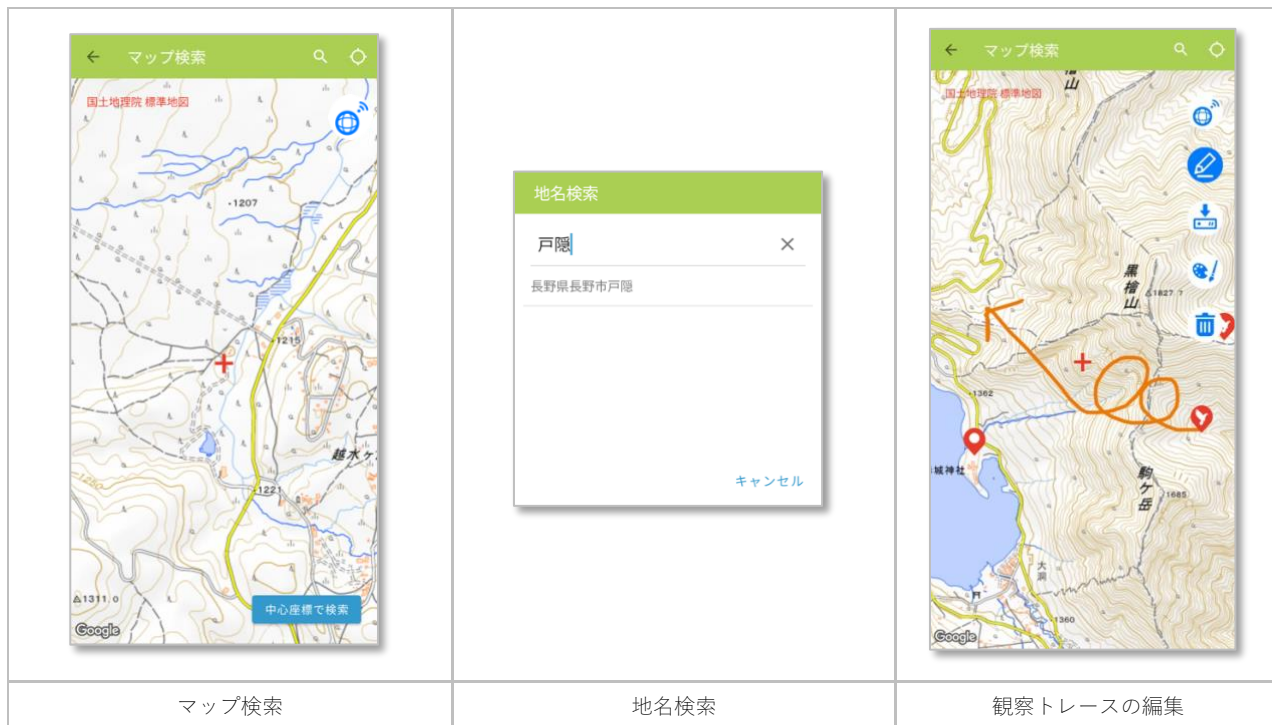 マップ検索
国土地理院 標準地図
・1207
・1215
越水ケ
・1221
△1311.0
中心座標で検索
Google
マップ検索
地名検索
戸隠
長野県長野市戸隠
キャンセル
地名検索
マップ検索
山
国土地理院 標準地図
黒檜山
△1827.7
・1362
城神社
駒ケ岳
・1685
大洞
・1360
Google
観察トレースの編集